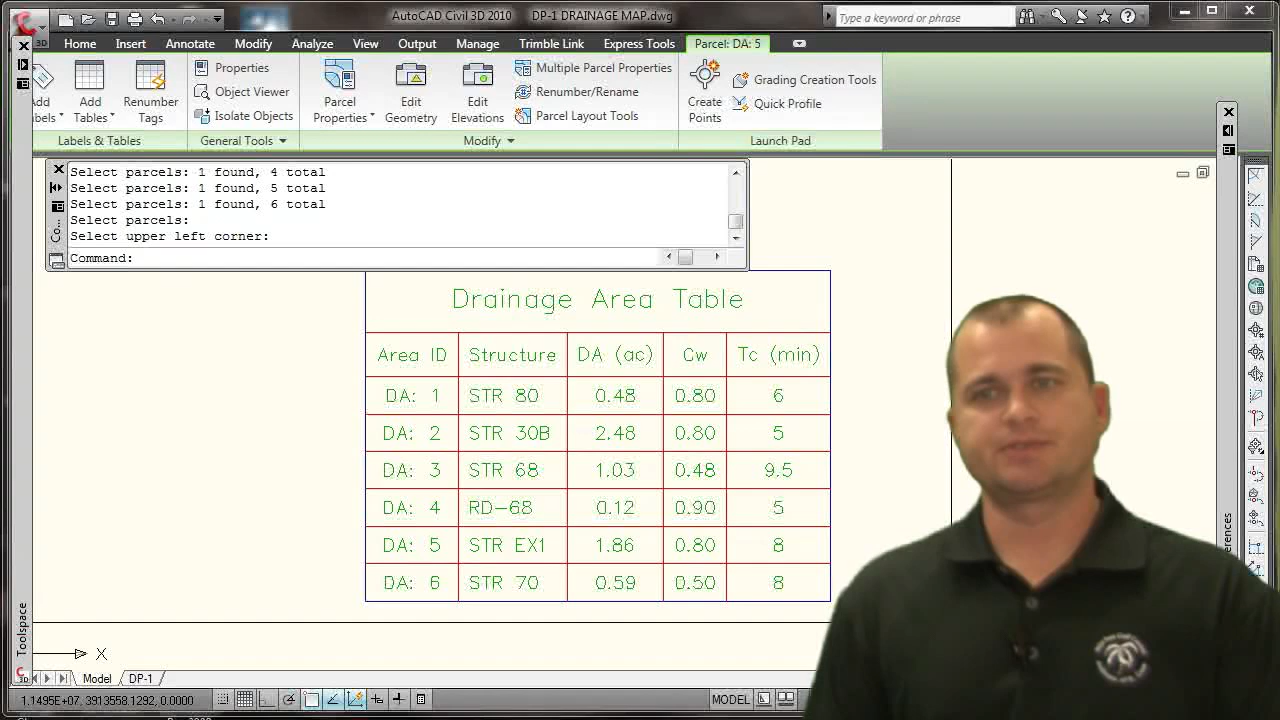 AutoCAD Civil 3D 2010 DP-1 DRAINAGE MAP.dwg Type a keyword or phrase
3D Home Insert Annotate Modify Analyze View Output Manage Trimble Link Express Tools Parcel: DA: 5
Properties Multiple Parcel Properties
Grading Creation Tools
Object Viewer Renumber/Rename
Add Add Renumber Parcel Edit Edit Create Quick Profile
Tables Tags Isolate Objects Properties Geometry Elevations Parcel Layout Tools Points
Labels & Tables General Tools Modify Launch Pad
Select parcels: 1 found, 4 total
Select parcels: 1 found, 5 total
Select parcels: 1 found, 6 total
Select parcels:
Select upper left corner:
Command:
Co...
Drainage Area Table
Area ID Structure DA (ac) Cw Tc (min)
DA: 1 STR 80 0.48 0.80 6
DA: 2 STR 30B 2.48 0.80 5
DA: 3 STR 68 1.03 0.48 9.5
DA: 4 RD-68 0.12 0.90 5
DA: 5 STR EX1 1.86 0.80 8
DA: 6 STR 70 0.59 0.50 8
Toolspace
X
Model DP-1
1.1495E+07, 3913558.1292, 0.0000 MODEL